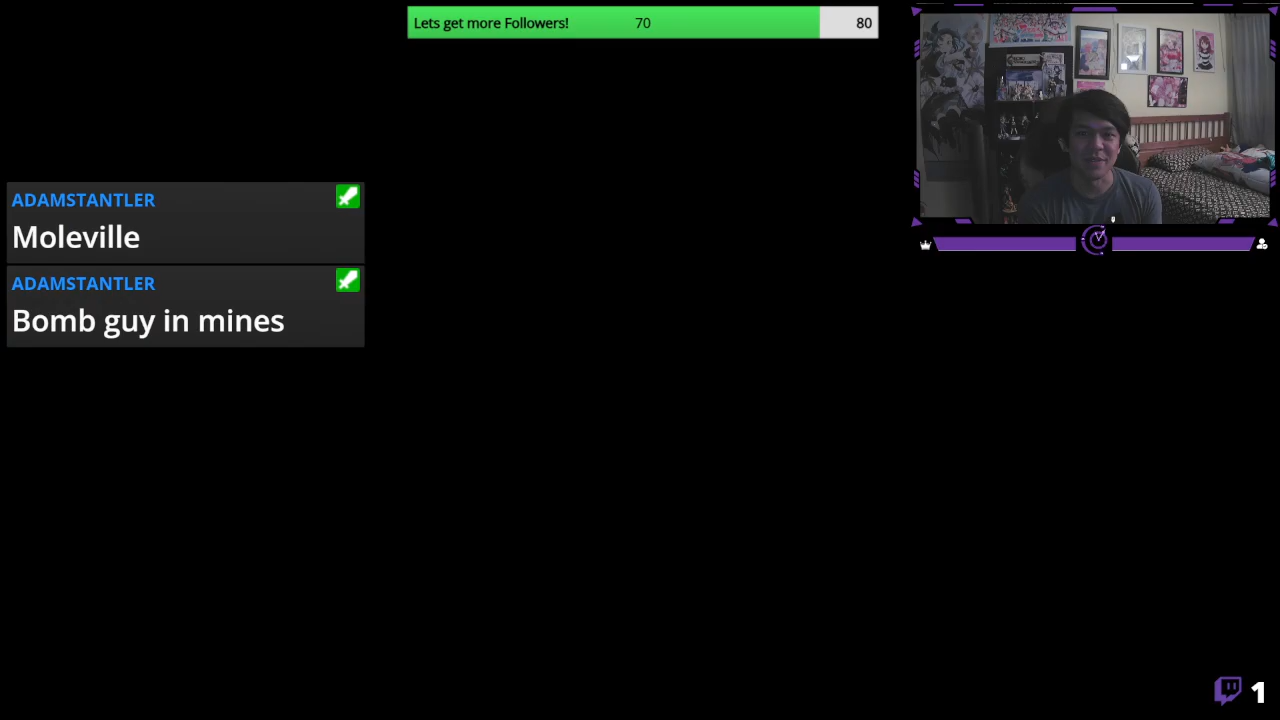 Lets get more Followers! 70 80
ADAMSTANTLER
Moleville
ADAMSTANTLER
Bomb guy in mines
1